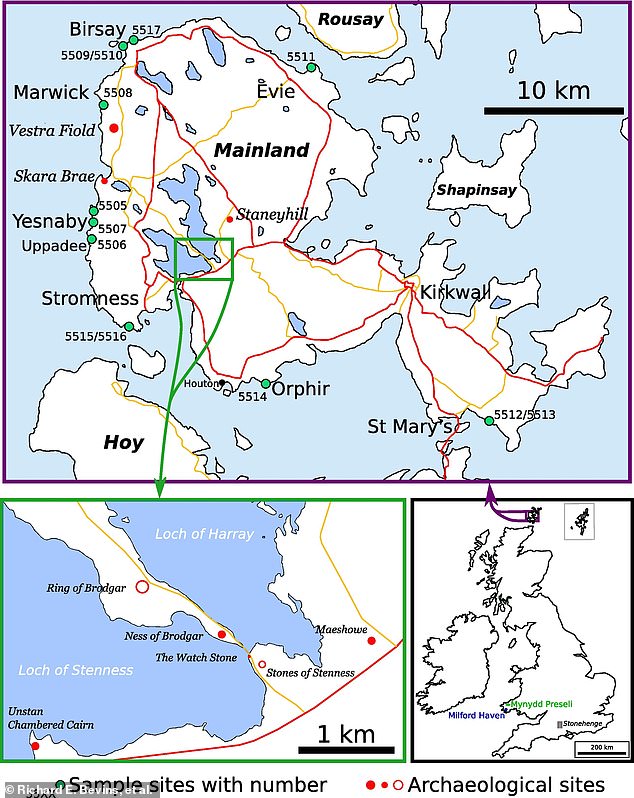 Rousay
Birsay
5517
5509/5510
5511
Evie
10 km
Marwick
5508
Vestra Fiold
Mainland
Skara Brae
Shapinsay
5505
Staneyhill
Yesnaby
5507
Uppadee
5506
Stromness
Kirkwall
5515/5516
Houton
5514
Orphir
5512/5513
St Mary's
Hoy
Loch of Harray
Ring of Brodgar
Ness of Brodgar
Maeshowe
The Watch Stone
Stones of Stenness
Loch of Stenness
Unstan
Chambered Cairn
1 km
Mynydd Preseli
Milford Haven
Stonehenge
200 km
Sample sites with number
Archaeological sites
© Richard E. Bevins, et al.